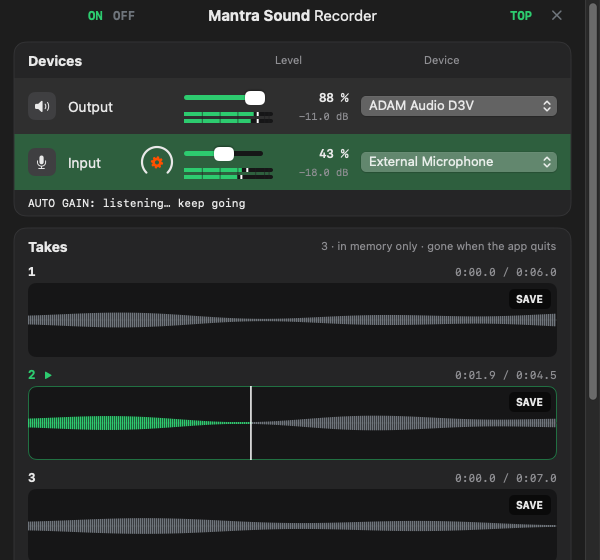 ON OFF Mantra Sound Recorder TOP
Devices Level Device
Output 88 % ADAM Audio D3V
−11.0 dB
Input 43 % External Microphone
−18.0 dB
AUTO GAIN: listening… keep going
Takes 3 · in memory only · gone when the app quits
1 0:00.0 / 0:06.0
SAVE
2 0:01.9 / 0:04.5
SAVE
3 0:00.0 / 0:07.0
SAVE